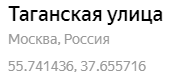 Таганская улица
Москва, Россия
55.741436, 37.655716